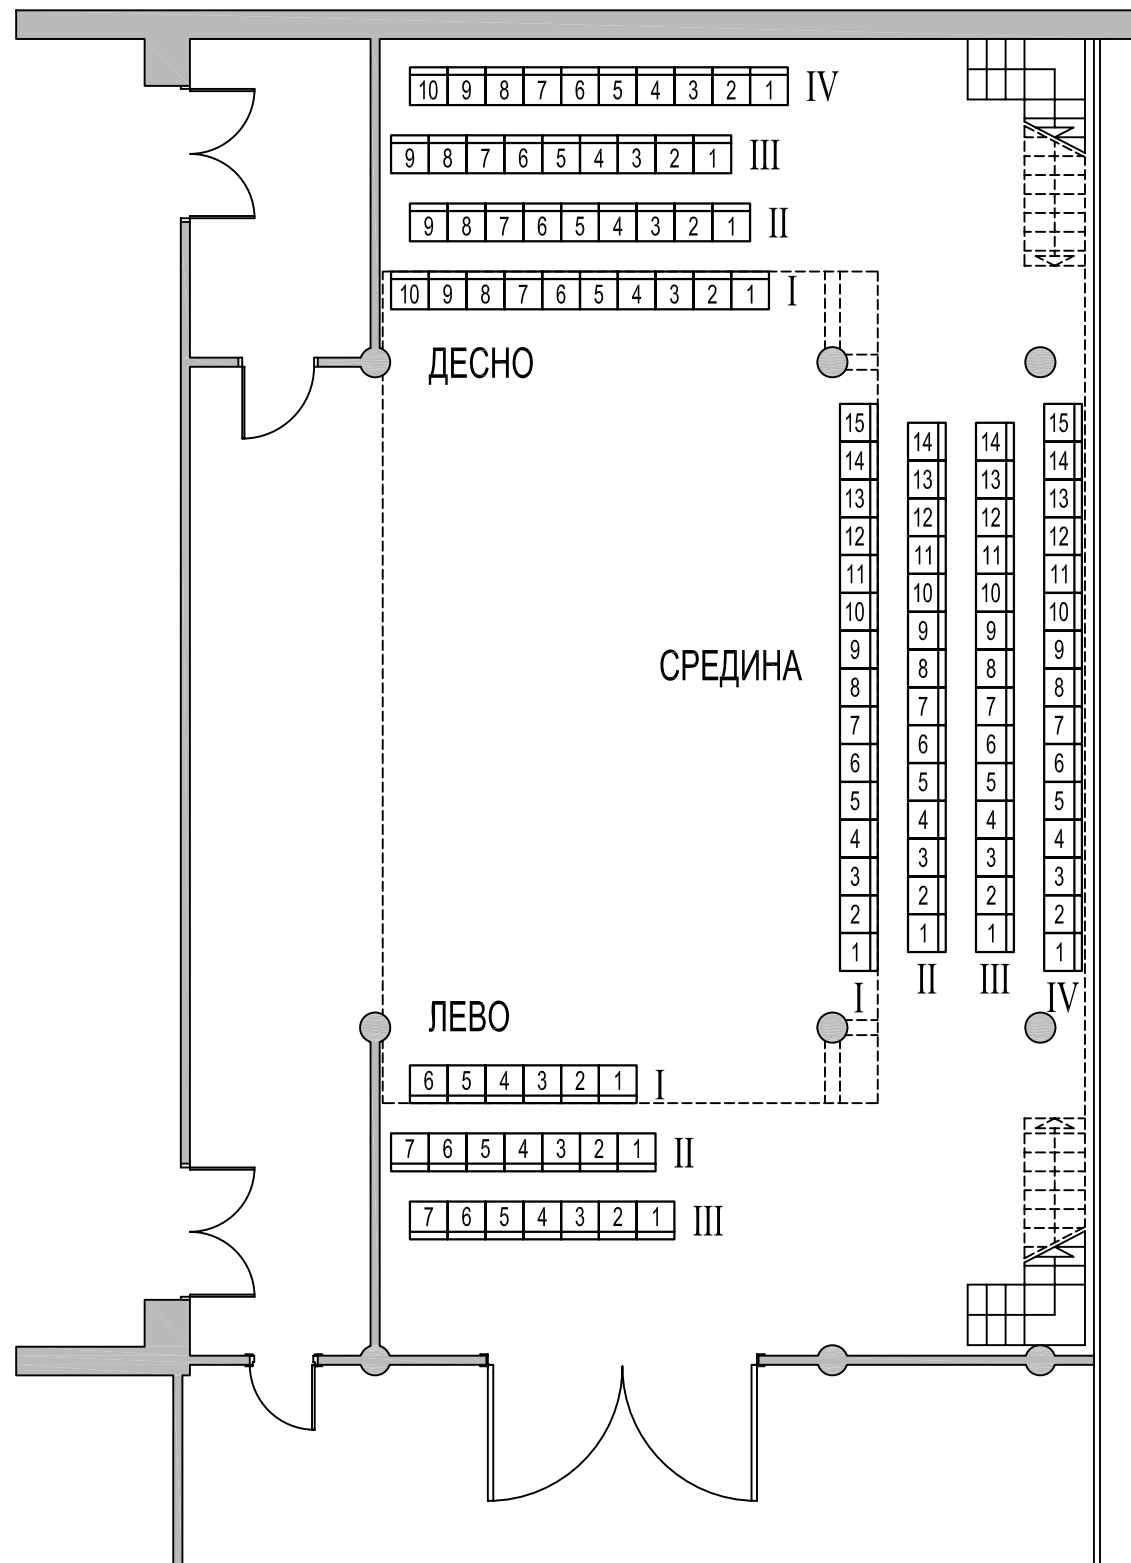 10 9 8 7 6 5 4 3 2 1 IV
9 8 7 6 5 4 3 2 1 III
9 8 7 6 5 4 3 2 1 II
10 9 8 7 6 5 4 3 2 1 I
ДЕСНО
СРЕДИНА
15 14 13 12 11 10 9 8 7 6 5 4 3 2 1 I
14 13 12 11 10 9 8 7 6 5 4 3 2 1 II
14 13 12 11 10 9 8 7 6 5 4 3 2 1 III
15 14 13 12 11 10 9 8 7 6 5 4 3 2 1 IV
ЛЕВО
6 5 4 3 2 1 I
7 6 5 4 3 2 1 II
7 6 5 4 3 2 1 III